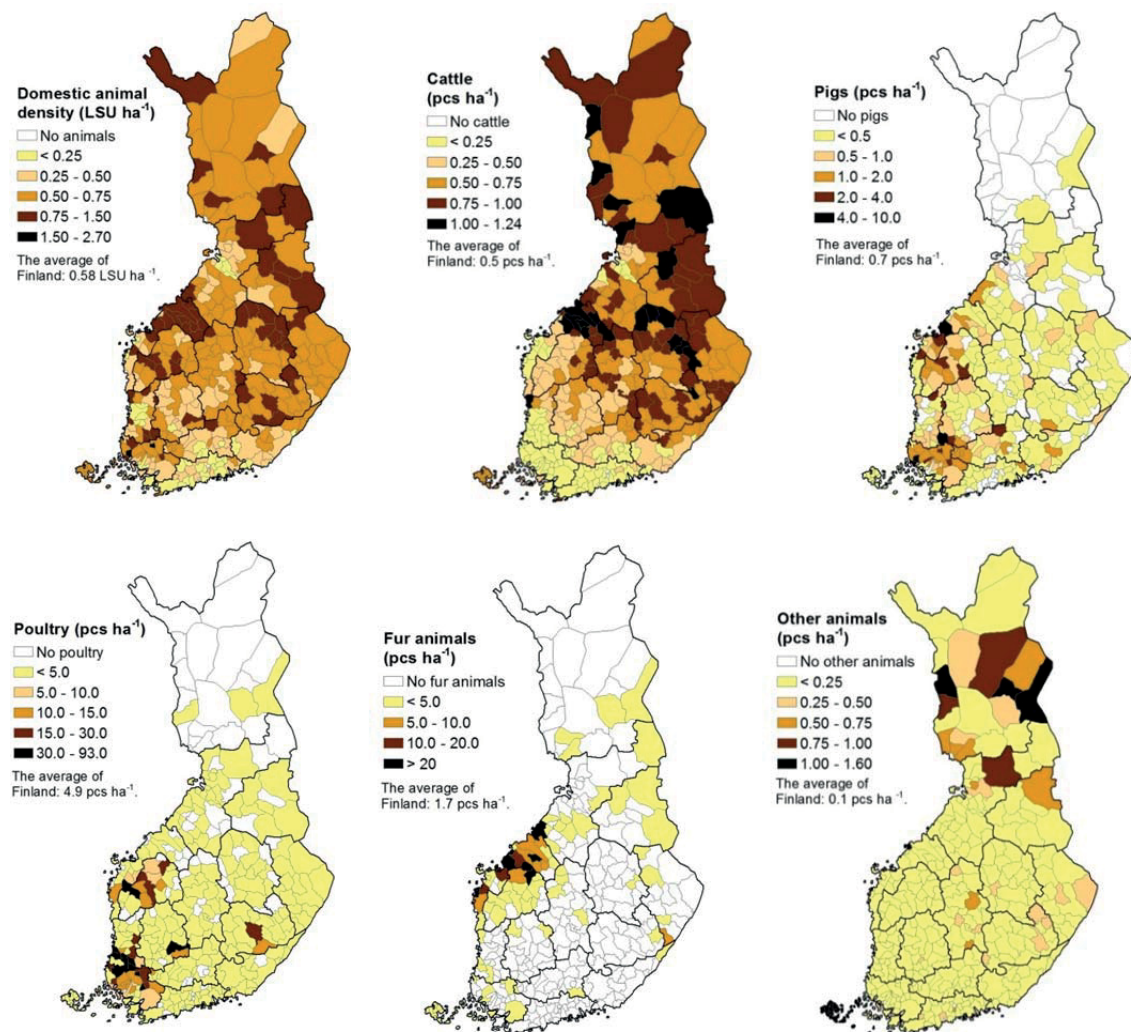 Domestic animal
density (LSU ha⁻¹)
No animals
< 0.25
0.25 - 0.50
0.50 - 0.75
0.75 - 1.50
1.50 - 2.70
The average of
Finland: 0.58 LSU ha⁻¹.
Cattle
(pcs ha⁻¹)
No cattle
< 0.25
0.25 - 0.50
0.50 - 0.75
0.75 - 1.00
1.00 - 1.24
The average of
Finland: 0.5 pcs ha⁻¹.
Pigs (pcs ha⁻¹)
No pigs
< 0.5
0.5 - 1.0
1.0 - 2.0
2.0 - 4.0
4.0 - 10.0
The average of
Finland: 0.7 pcs ha⁻¹.
Poultry (pcs ha⁻¹)
No poultry
< 5.0
5.0 - 10.0
10.0 - 15.0
15.0 - 30.0
30.0 - 93.0
The average of
Finland: 4.9 pcs ha⁻¹.
Fur animals
(pcs ha⁻¹)
No fur animals
< 5.0
5.0 - 10.0
10.0 - 20.0
> 20
The average of
Finland: 1.7 pcs ha⁻¹.
Other animals
(pcs ha⁻¹)
No other animals
< 0.25
0.25 - 0.50
0.50 - 0.75
0.75 - 1.00
1.00 - 1.60
The average of
Finland: 0.1 pcs ha⁻¹.